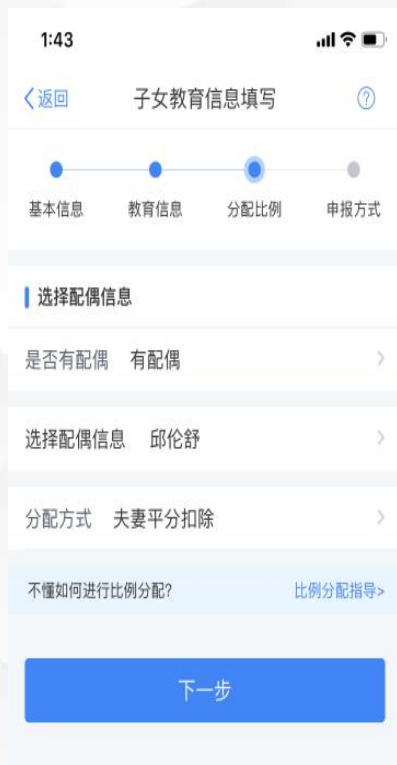 1:43
返回 子女教育信息填写 ?
基本信息 教育信息 分配比例 申报方式
选择配偶信息
是否有配偶 有配偶
选择配偶信息 邱伦舒
分配方式 夫妻平分扣除
不懂如何进行比例分配? 比例分配指导>
下一步